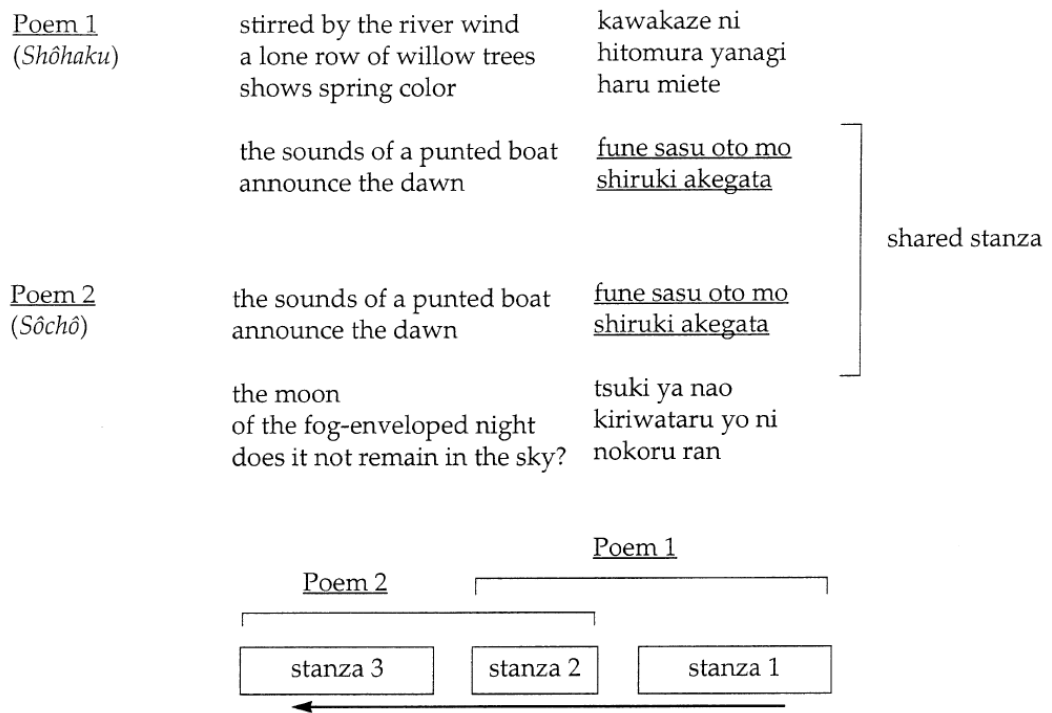 Poem 1
(Shôhaku)
stirred by the river wind
a lone row of willow trees
shows spring color
kawakaze ni
hitomura yanagi
haru miete
the sounds of a punted boat
announce the dawn
fune sasu oto mo
shiruki akegata
shared stanza
Poem 2
(Sôchô)
the sounds of a punted boat
announce the dawn
fune sasu oto mo
shiruki akegata
the moon
of the fog-enveloped night
does it not remain in the sky?
tsuki ya nao
kiriwataru yo ni
nokoru ran
Poem 1
Poem 2
stanza 3
stanza 2
stanza 1